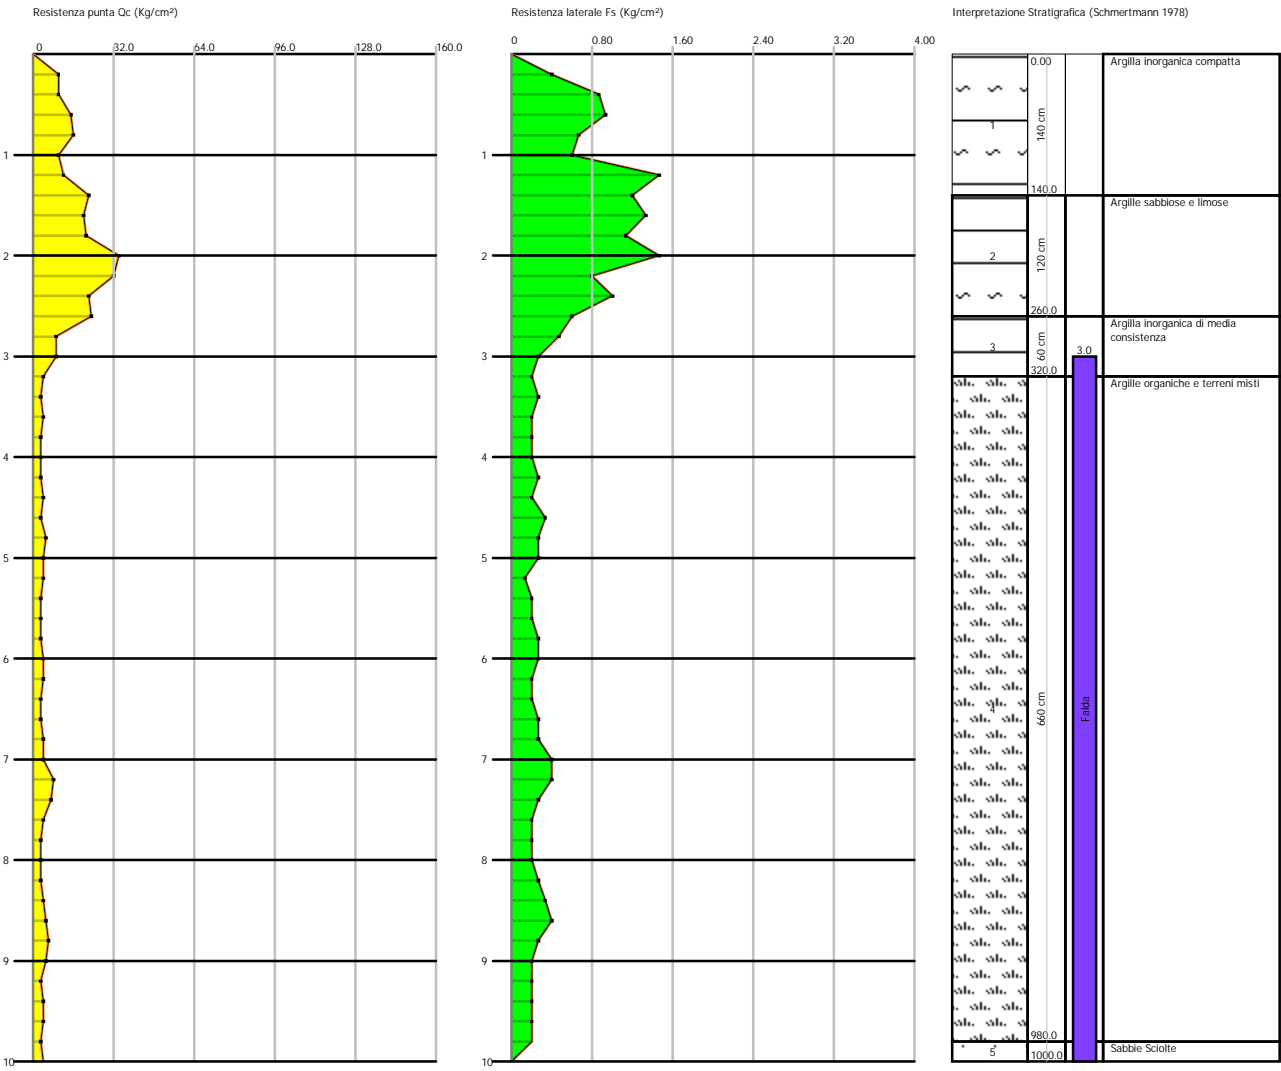 Resistenza punta Qc (Kg/cm²)
0 32.0 64.0 96.0 128.0 160.0
1
2
3
4
5
6
7
8
9
10
Resistenza laterale Fs (Kg/cm²)
0 0.80 1.60 2.40 3.20 4.00
1
2
3
4
5
6
7
8
9
10
Interpretazione Stratigrafica (Schmertmann 1978)
0.00
1
140 cm
140.0
Argilla inorganica compatta
2
120 cm
260.0
Argille sabbiose e limose
3
60 cm
320.0
Argilla inorganica di media
consistenza
3.0
Falda
4
660 cm
980.0
Argille organiche e terreni misti
5
1000.0
Sabbie Sciolte